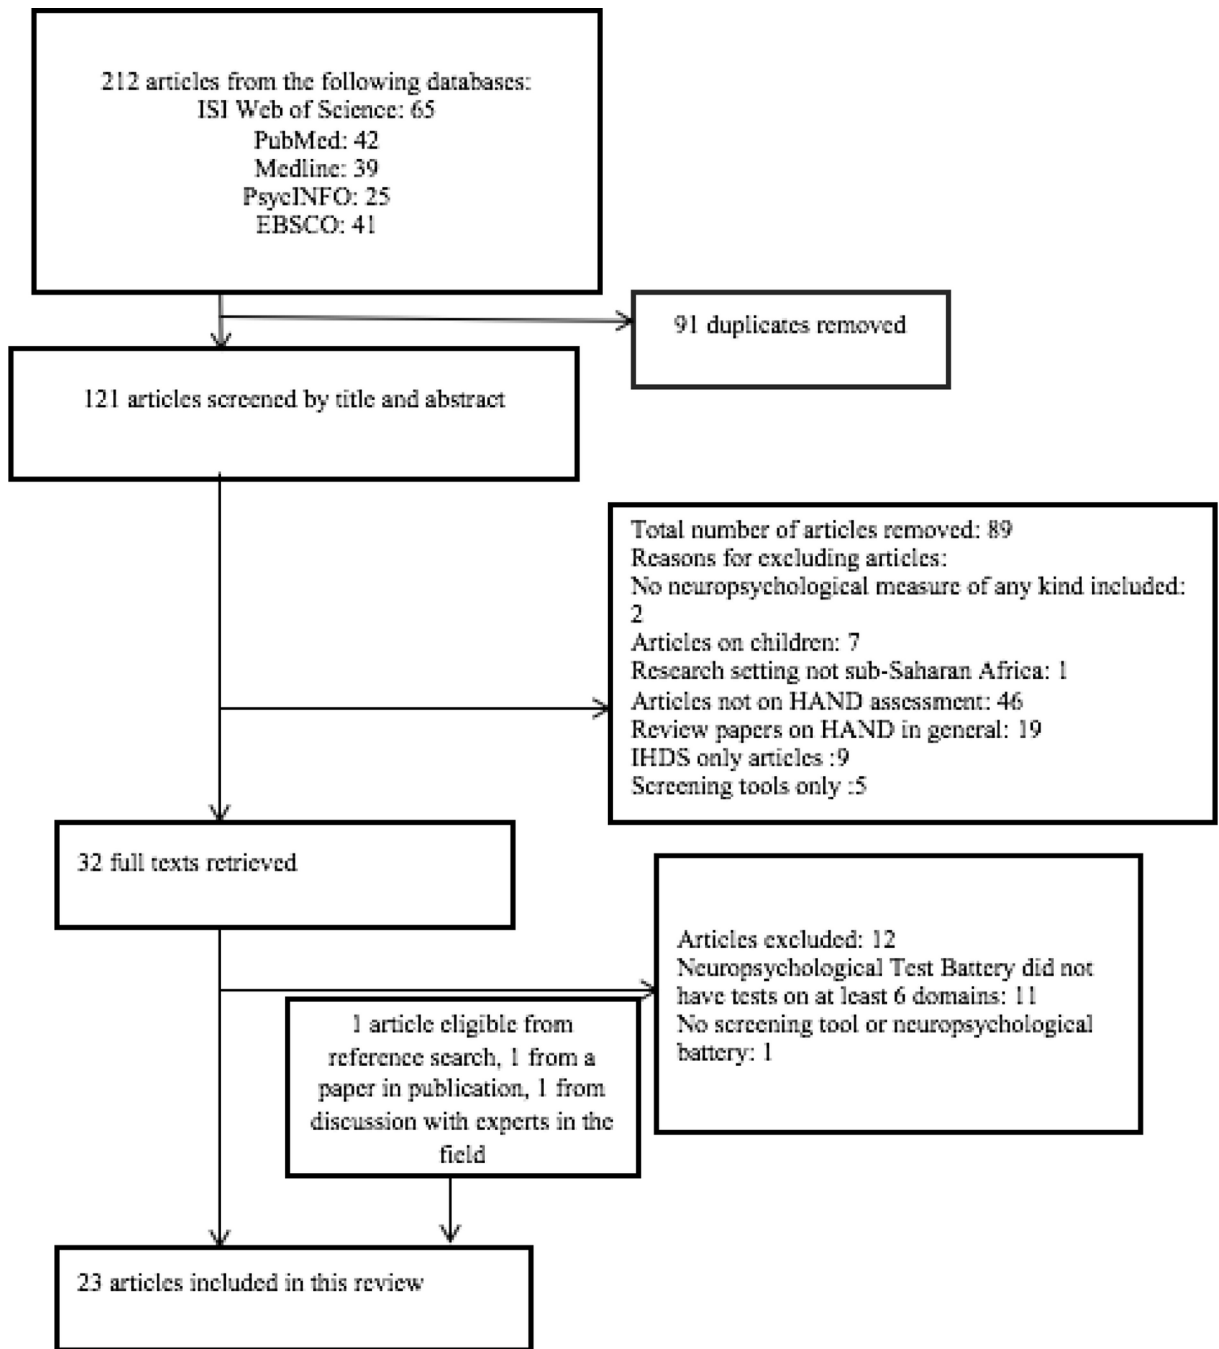 212 articles from the following databases:
ISI Web of Science: 65
PubMed: 42
Medline: 39
PsycINFO: 25
EBSCO: 41
91 duplicates removed
121 articles screened by title and abstract
Total number of articles removed: 89
Reasons for excluding articles:
No neuropsychological measure of any kind included:
2
Articles on children: 7
Research setting not sub-Saharan Africa: 1
Articles not on HAND assessment: 46
Review papers on HAND in general: 19
IHDS only articles :9
Screening tools only :5
32 full texts retrieved
Articles excluded: 12
Neuropsychological Test Battery did not
have tests on at least 6 domains: 11
No screening tool or neuropsychological
battery: 1
1 article eligible from
reference search, 1 from a
paper in publication, 1 from
discussion with experts in the
field
23 articles included in this review